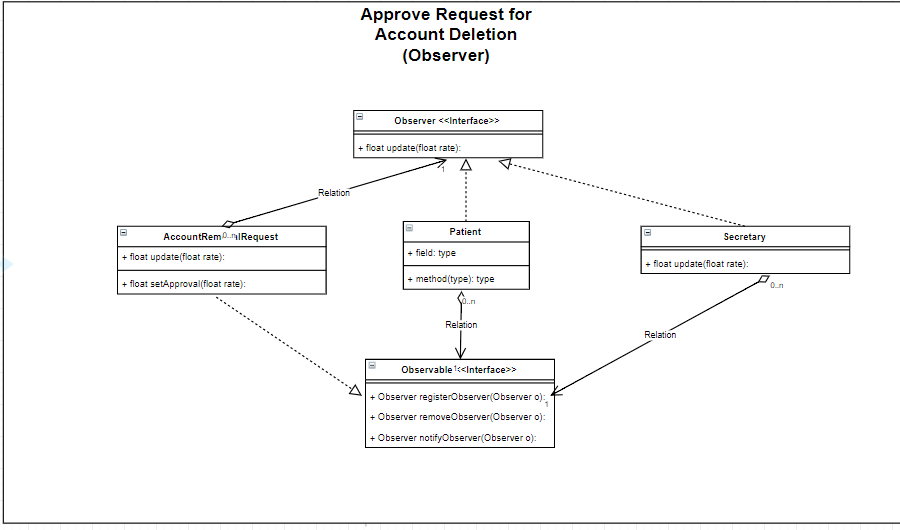 Approve Request for
Account Deletion
(Observer)
Observer <<Interface>>
+ float update(float rate):
1
Relation
0..n
AccountRem
lRequest
+ float update(float rate):
+ float setApproval(float rate):
Patient
+ field: type
+ method(type): type
Secretary
+ float update(float rate):
0..n
0..n
Relation
Relation
Observable
1
<<Interface>>
+ Observer registerObserver(Observer o):
1
+ Observer removeObserver(Observer o):
+ Observer notifyObserver(Observer o):